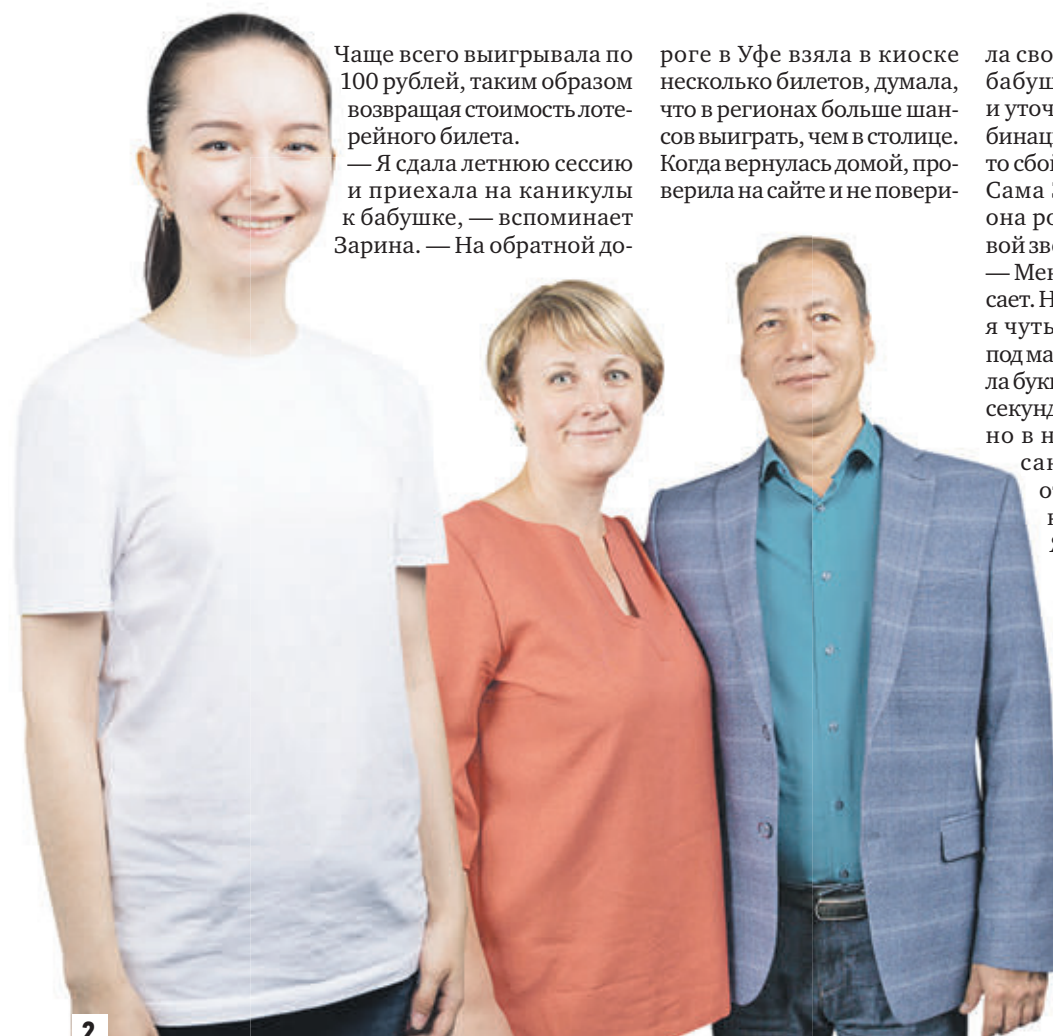 Чаще всего выигрывала по
100 рублей, таким образом
возвращая стоимость лоте-
рейного билета.
— Я сдала летнюю сессию
и приехала на каникулы
к бабушке, — вспоминает
Зарина. — На обратной до-
роге в Уфе взяла в киоске
несколько билетов, думала,
что в регионах больше шан-
сов выиграть, чем в столице.
Когда вернулась домой, про-
верила на сайте и не повери-
ла сво
бабуш
и уточ
бинац
то сбой
Сама
она ро
вой зве
— Мен
сает. Н
я чуть
под ма
ла букв
секунд
но в н
сан
2